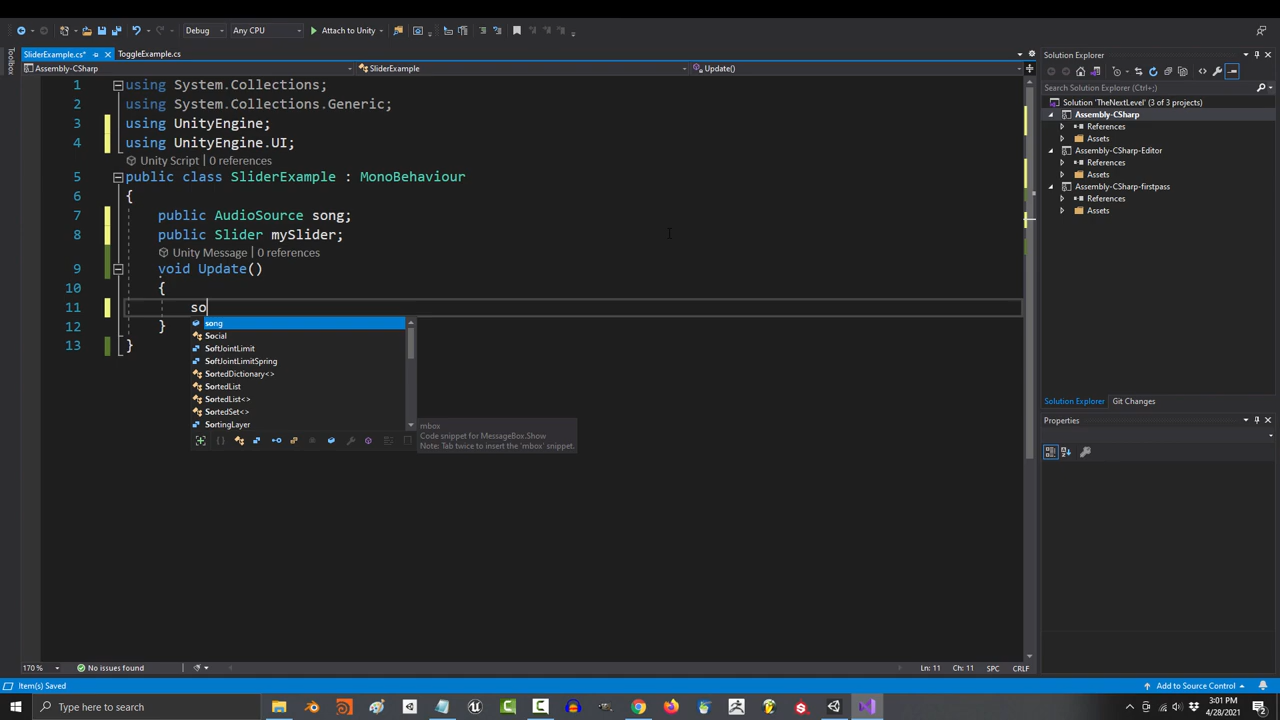 Debug
Any CPU
Attach to Unity
SliderExample.cs*
ToggleExample.cs
Toolbox
Assembly-CSharp
SliderExample
Update()
1 using System.Collections;
2 using System.Collections.Generic;
3 using UnityEngine;
4 using UnityEngine.UI;
Unity Script | 0 references
5 public class SliderExample : MonoBehaviour
6 {
7 public AudioSource song;
8 public Slider mySlider;
Unity Message | 0 references
9 void Update()
10 {
11 so
12 }
13 }
song
Social
SoftJointLimit
SoftJointLimitSpring
SortedDictionary<>
SortedList
SortedList<>
SortedSet<>
SortingLayer
mbox
Code snippet for MessageBox.Show
Note: Tab twice to insert the 'mbox' snippet.
Solution Explorer
Search Solution Explorer (Ctrl+;)
Solution 'TheNextLevel' (3 of 3 projects)
Assembly-CSharp
References
Assets
Assembly-CSharp-Editor
References
Assets
Assembly-CSharp-firstpass
References
Assets
Solution Explorer Git Changes
Properties
170 % No issues found Ln: 11 Ch: 11 SPC CRLF
Item(s) Saved Add to Source Control
Type here to search
3:01 PM
4/28/2021
2